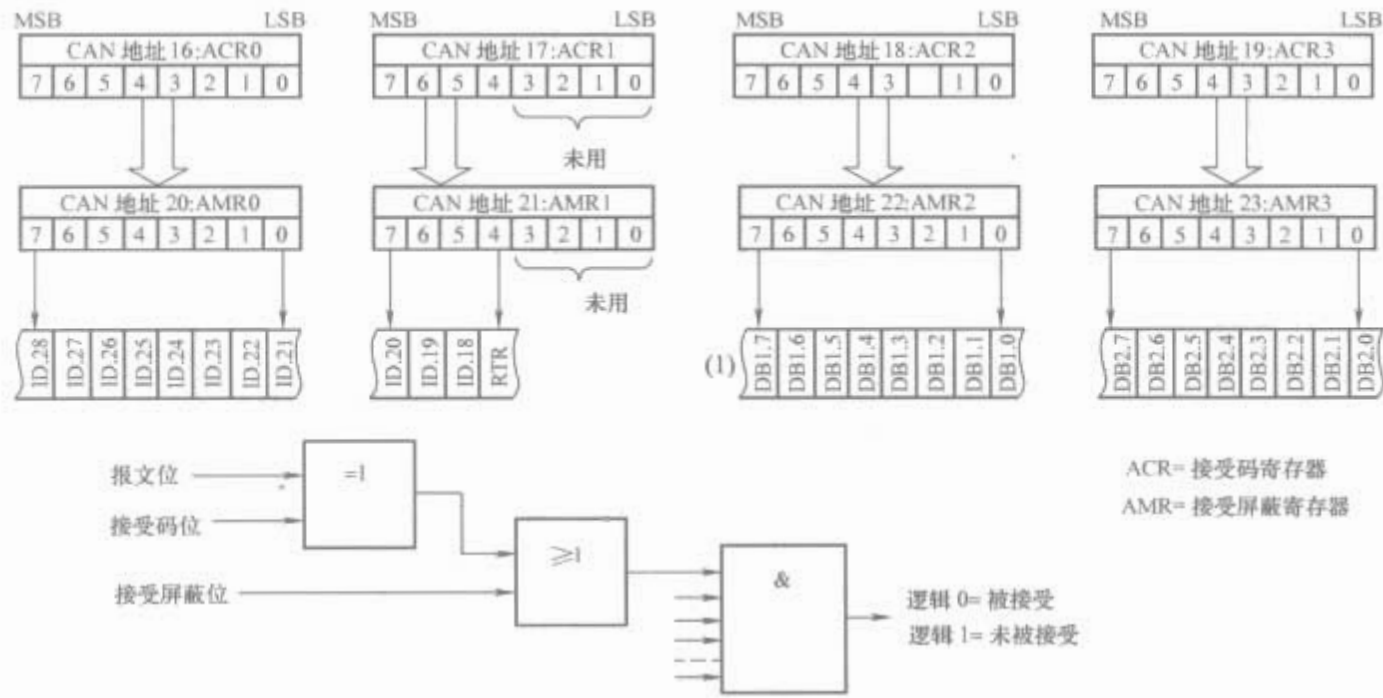 MSB LSB MSB LSB MSB LSB MSB LSB
CAN 地址16:ACR0 CAN 地址 17:ACR1 CAN 地址18:ACR2 CAN 地址19:ACR3
7 6 5 4 3 2 1 0 7 6 5 4 3 2 1 0 7 6 5 4 3 1 0 7 6 5 4 3 2 1 0
未用
CAN 地址 20:AMR0 CAN 地址 21:AMR1 CAN 地址 22:AMR2 CAN 地址 23:AMR3
7 6 5 4 3 2 1 0 7 6 5 4 3 2 1 0 7 6 5 4 3 2 1 0 7 6 5 4 3 2 1 0
未用
ID.28 ID.27 ID.26 ID.25 ID.24 ID.23 ID.22 ID.21 ID.20 ID.19 ID.18 RTR (1) DB1.7 DB1.6 DB1.5 DB1.4 DB1.3 DB1.2 DB1.1 DB1.0 DB2.7 DB2.6 DB2.5 DB2.4 DB2.3 DB2.2 DB2.1 DB2.0
报文位 =1 ACR= 接受码寄存器
接受码位 AMR= 接受屏蔽寄存器
≥1
接受屏蔽位 &
逻辑 0= 被接受
逻辑 1= 未被接受